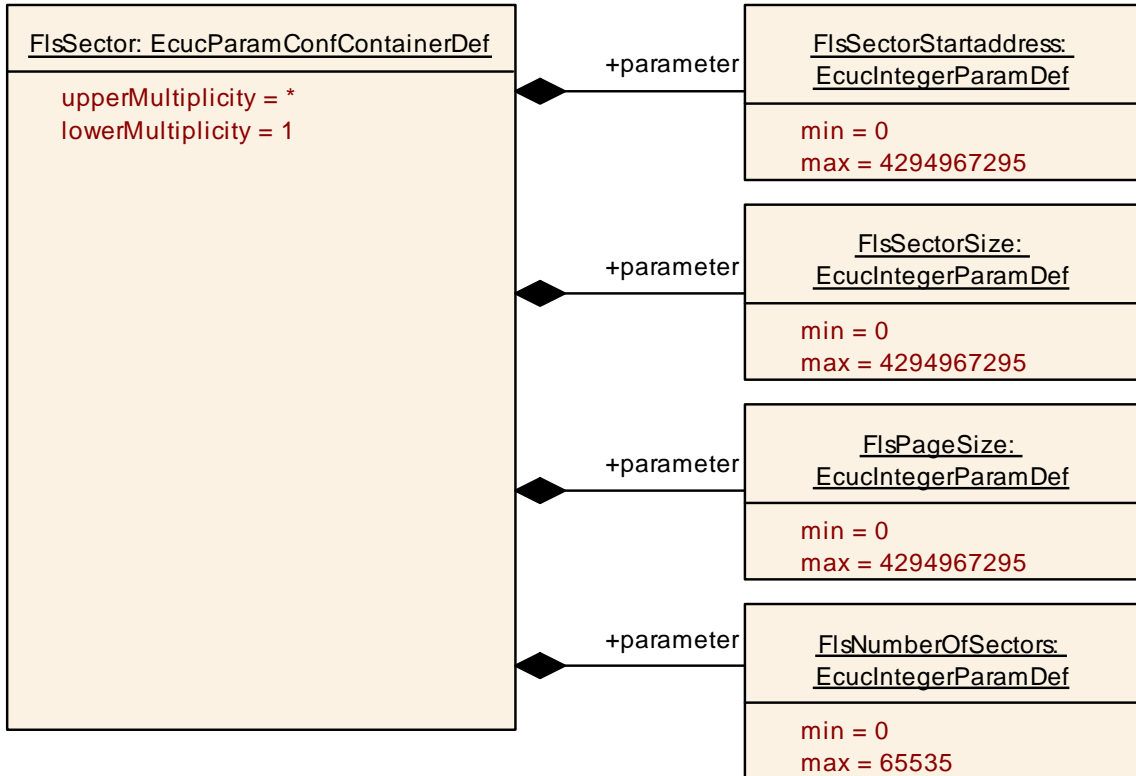 FlsSector: EcucParamConfContainerDef
upperMultiplicity = *
lowerMultiplicity = 1
+parameter
FlsSectorStartaddress:
EcucIntegerParamDef
min = 0
max = 4294967295
+parameter
FlsSectorSize:
EcucIntegerParamDef
min = 0
max = 4294967295
+parameter
FlsPageSize:
EcucIntegerParamDef
min = 0
max = 4294967295
+parameter
FlsNumberOfSectors:
EcucIntegerParamDef
min = 0
max = 65535